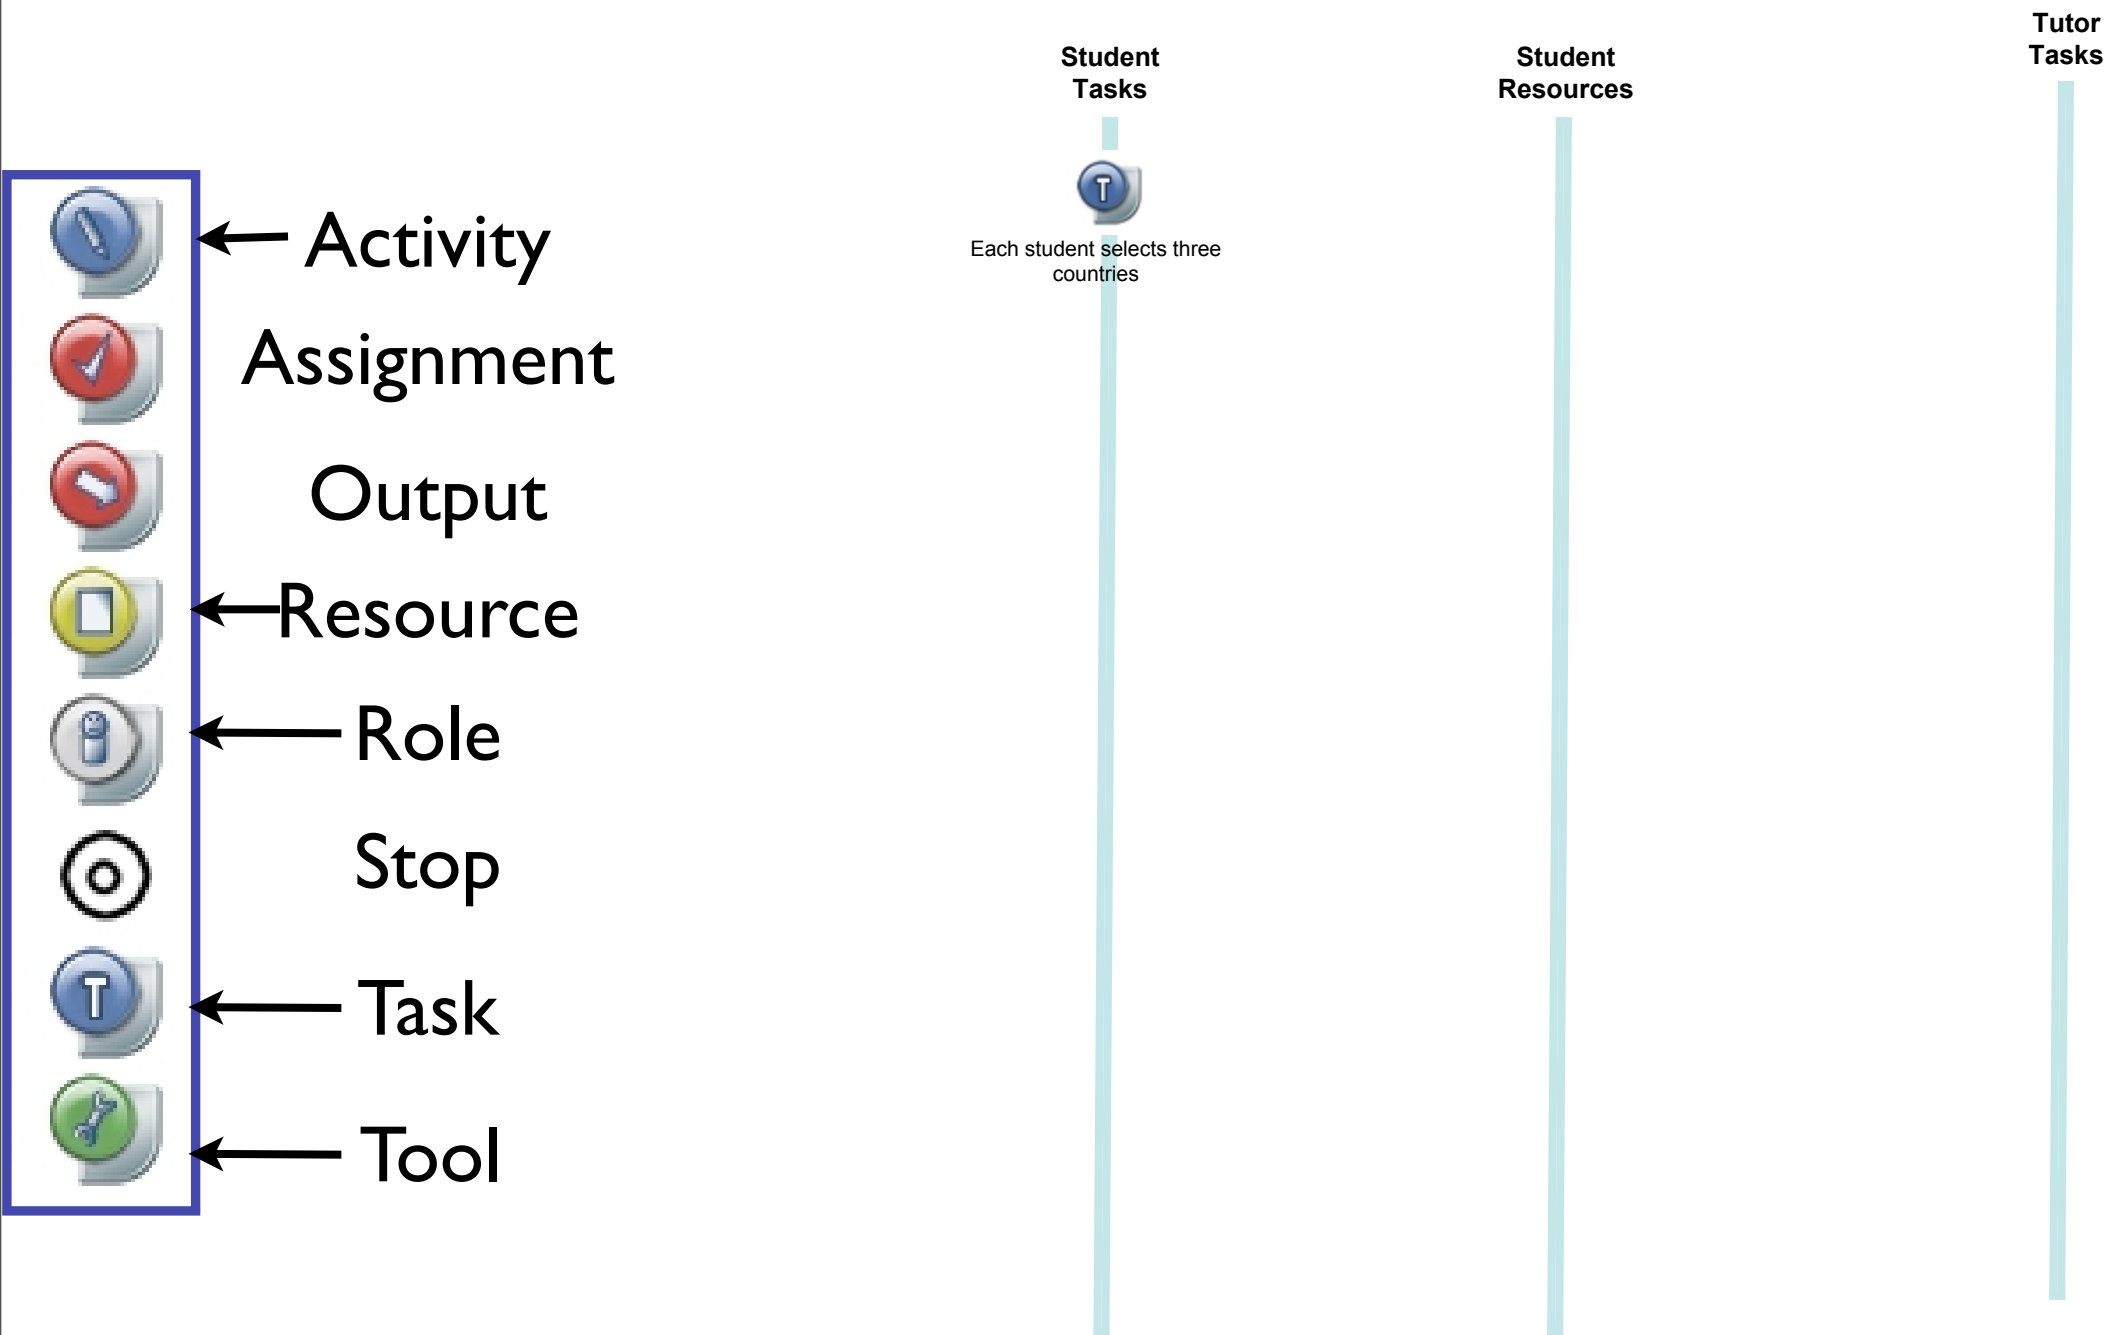 Tutor
Tasks
Student
Tasks
Student
Resources
T
Each student selects three
countries
Activity
Assignment
Output
Resource
Role
Stop
T
Task
Tool